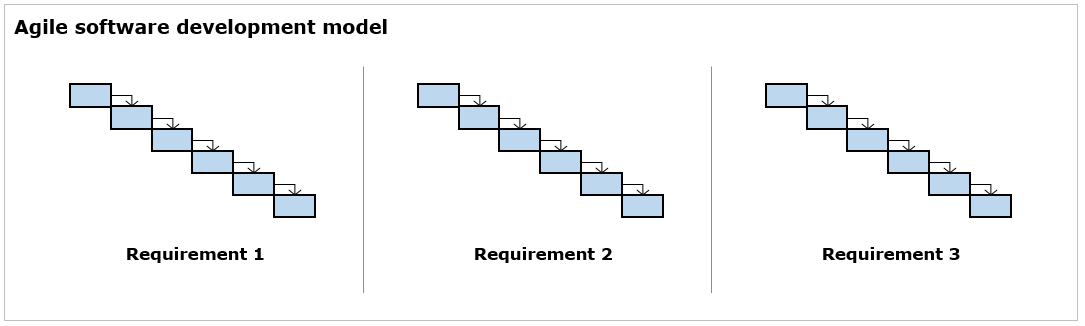 Agile software development model
Requirement 1
Requirement 2
Requirement 3